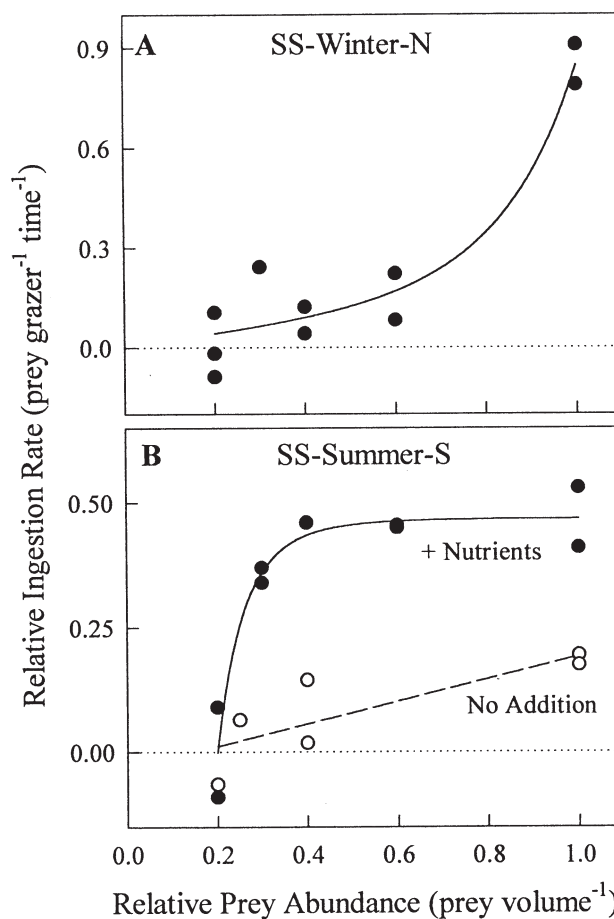 A
SS-Winter-N
0.9
0.6
0.3
0.0
Relative Ingestion Rate (prey grazer⁻¹ time⁻¹)
B
SS-Summer-S
0.50
0.25
0.00
+ Nutrients
No Addition
0.0 0.2 0.4 0.6 0.8 1.0
Relative Prey Abundance (prey volume⁻¹)